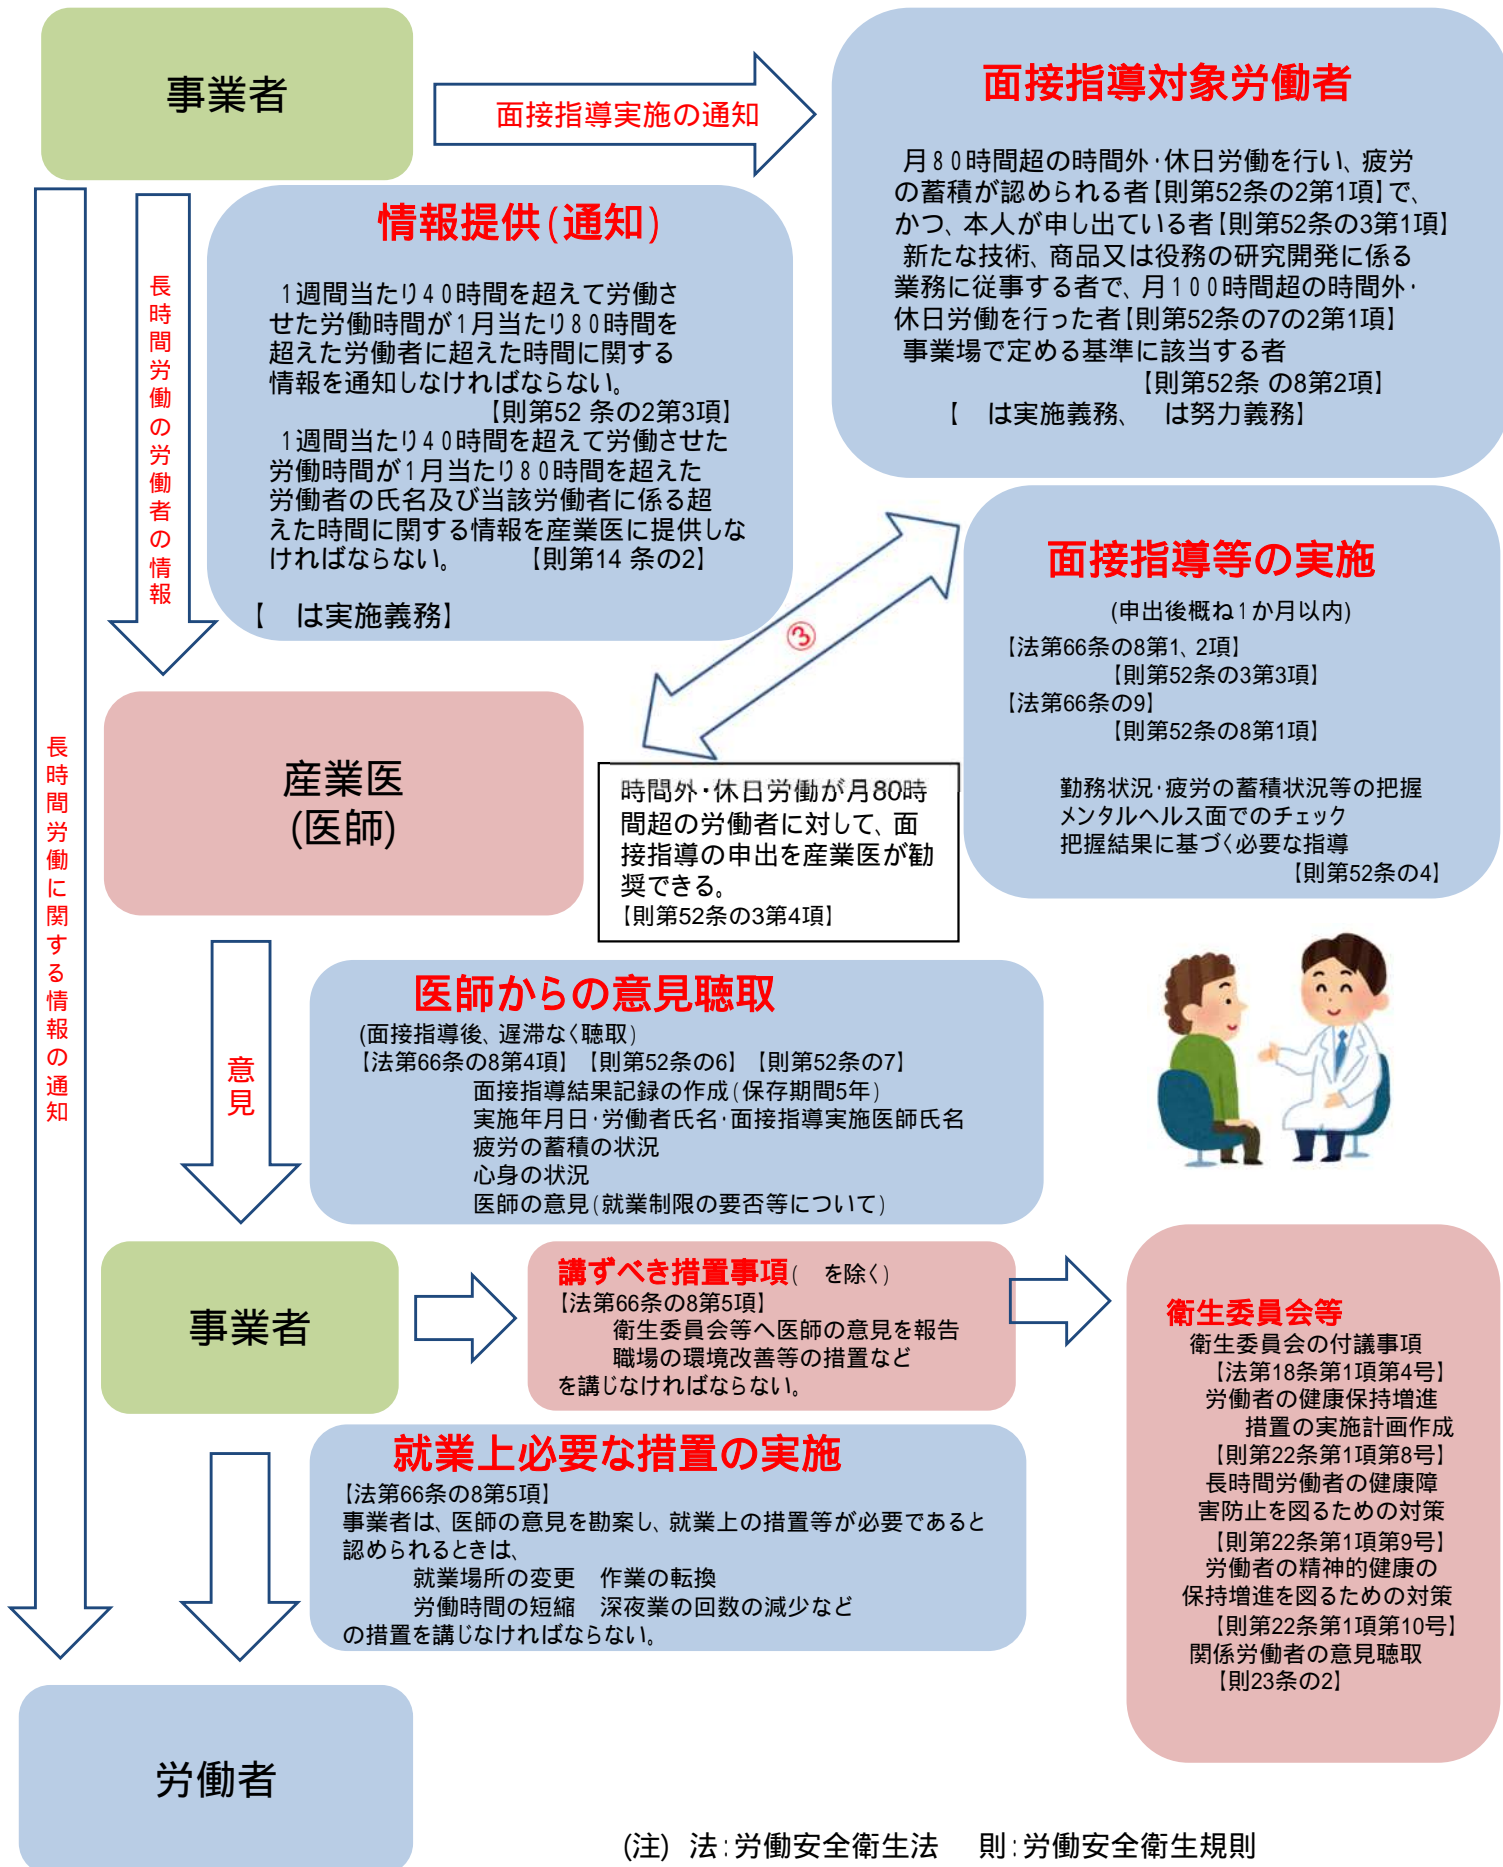 事業者
面接指導実施の通知
面接指導対象労働者
月80時間超の時間外・休日労働を行い、疲労
の蓄積が認められる者【則第52条の2第1項】で、
かつ、本人が申し出ている者【則第52条の3第1項】
新たな技術、商品又は役務の研究開発に係る
業務に従事する者で、月100時間超の時間外・
休日労働を行った者【則第52条の7の2第1項】
事業場で定める基準に該当する者
【則第52条 の8第2項】
【　は実施義務、　は努力義務】
長時間労働に関する情報の通知
長時間労働の労働者の情報
情報提供(通知)
1週間当たり40時間を超えて労働さ
せた労働時間が1月当たり80時間を
超えた労働者に超えた時間に関する
情報を通知しなければならない。
【則第52 条の2第3項】
1週間当たり40時間を超えて労働させた
労働時間が1月当たり80時間を超えた
労働者の氏名及び当該労働者に係る超
えた時間に関する情報を産業医に提供しな
ければならない。　【則第14 条の2】
【　は実施義務】
③
面接指導等の実施
(申出後概ね1か月以内)
【法第66条の8第1、2項】
【則第52条の3第3項】
【法第66条の9】
【則第52条の8第1項】
勤務状況・疲労の蓄積状況等の把握
メンタルヘルス面でのチェック
把握結果に基づく必要な指導
【則第52条の4】
産業医
(医師)
時間外・休日労働が月80時
間超の労働者に対して、面
接指導の申出を産業医が勧
奨できる。
【則第52条の3第4項】
意見
医師からの意見聴取
(面接指導後、遅滞なく聴取)
【法第66条の8第4項】【則第52条の6】【則第52条の7】
面接指導結果記録の作成(保存期間5年)
実施年月日・労働者氏名・面接指導実施医師氏名
疲労の蓄積の状況
心身の状況
医師の意見(就業制限の要否等について)
事業者
講ずべき措置事項(　を除く)
【法第66条の8第5項】
衛生委員会等へ医師の意見を報告
職場の環境改善等の措置など
を講じなければならない。
衛生委員会等
衛生委員会の付議事項
【法第18条第1項第4号】
労働者の健康保持増進
措置の実施計画作成
【則第22条第1項第8号】
長時間労働者の健康障
害防止を図るための対策
【則第22条第1項第9号】
労働者の精神的健康の
保持増進を図るための対策
【則第22条第1項第10号】
関係労働者の意見聴取
【則23条の2】
就業上必要な措置の実施
【法第66条の8第5項】
事業者は、医師の意見を勘案し、就業上の措置等が必要であると
認められるときは、
就業場所の変更　作業の転換
労働時間の短縮　深夜業の回数の減少など
の措置を講じなければならない。
労働者
(注) 法:労働安全衛生法　則:労働安全衛生規則